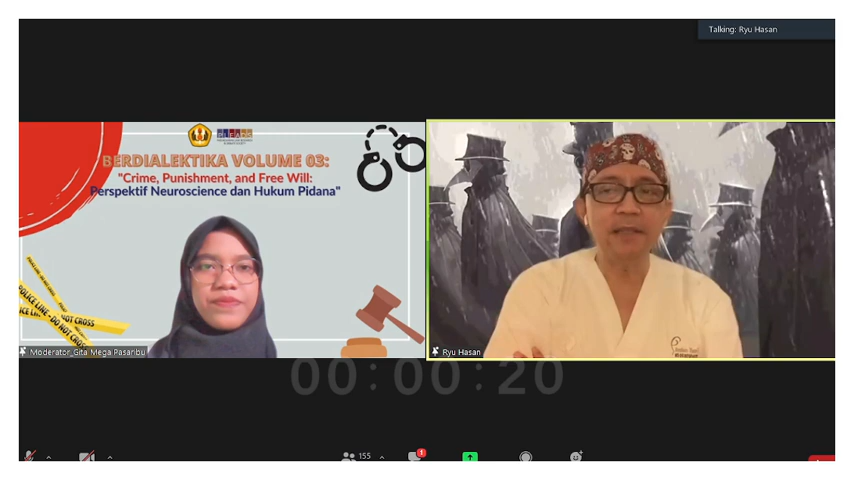 Talking: Ryu Hasan
PLEADS
BERDIALEKTIKA VOLUME 03:
"Crime, Punishment, and Free Will:
Perspektif Neuroscience dan Hukum Pidana"
POLICE LINE - DO NOT CROSS
Moderator_Gita Mega Pasaribu
Ryu Hasan
00:00:20
155